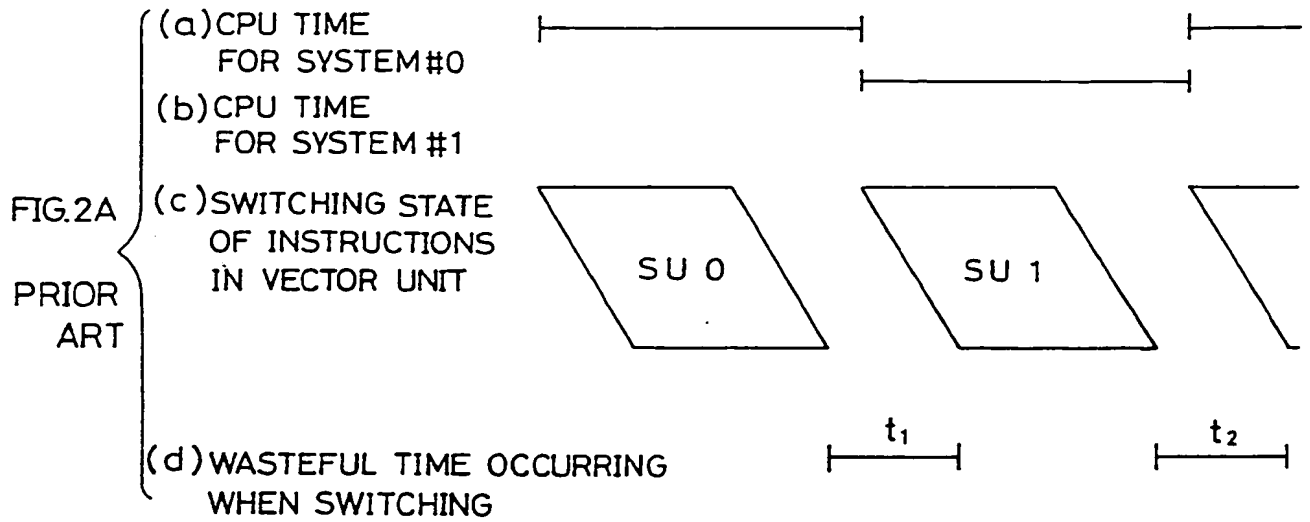 (a) CPU TIME
FOR SYSTEM #0
(b) CPU TIME
FOR SYSTEM #1
FIG.2A
PRIOR
ART
(c) SWITCHING STATE
OF INSTRUCTIONS
IN VECTOR UNIT
SU 0
SU 1
t1
t2
(d) WASTEFUL TIME OCCURRING
WHEN SWITCHING